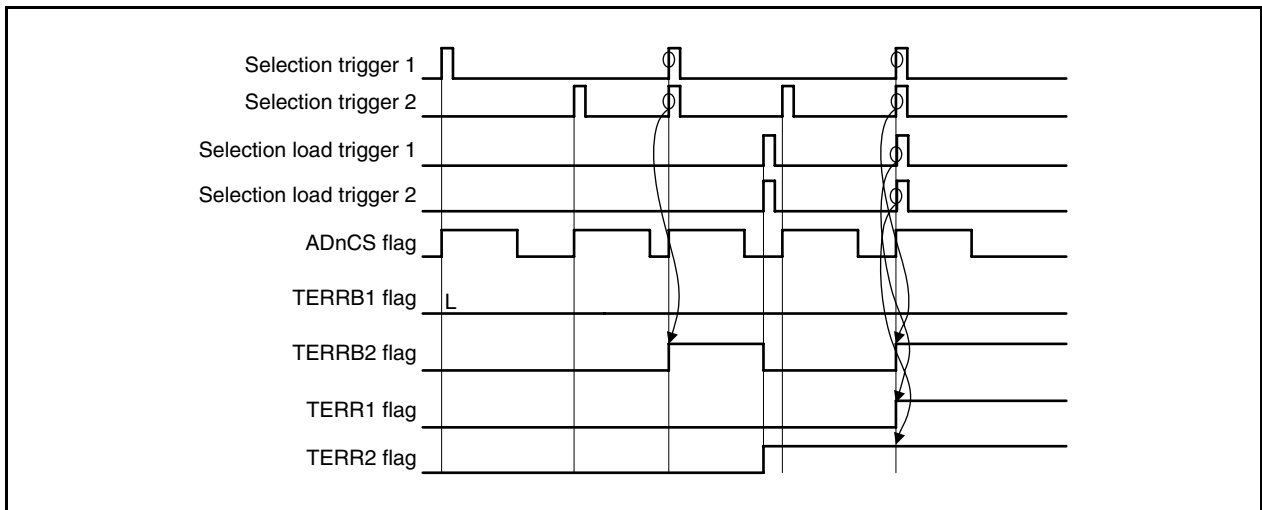 Selection trigger 1
Selection trigger 2
Selection load trigger 1
Selection load trigger 2
ADnCS flag
TERRB1 flag
L
TERRB2 flag
TERR1 flag
TERR2 flag